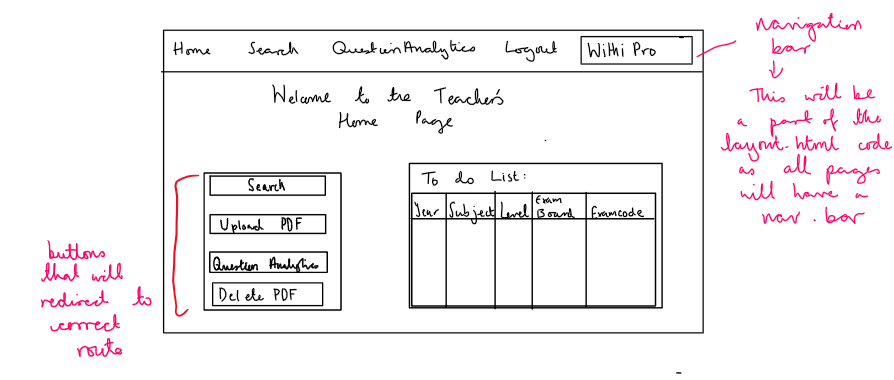 Home Search Question Analytics Logout Withi Pro
Welcome to the Teacher's
Home Page
Search
Upload PDF
Question Analytics
Delete PDF
To do List:
Year Subject Level Exam Board Examcode
navigation
bar
This will be
a part of the
layout.html code
as all pages
will have a
nav. bar
buttons
that will
redirect to
correct
route